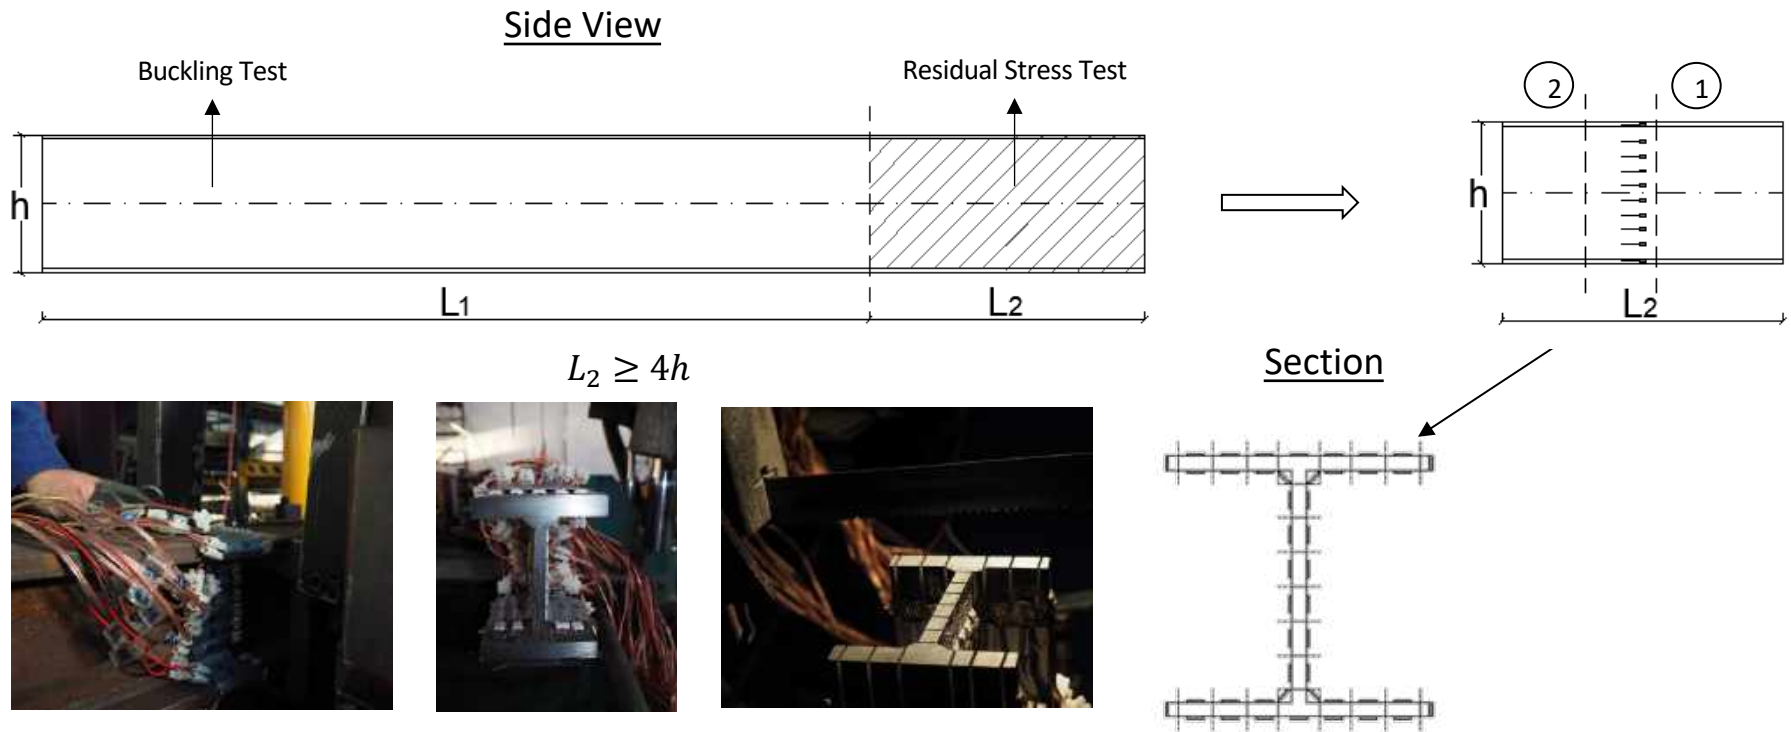 Side View
Buckling Test
Residual Stress Test
2
1
h
h
L1
L2
L2
L₂ ≥ 4h
Section